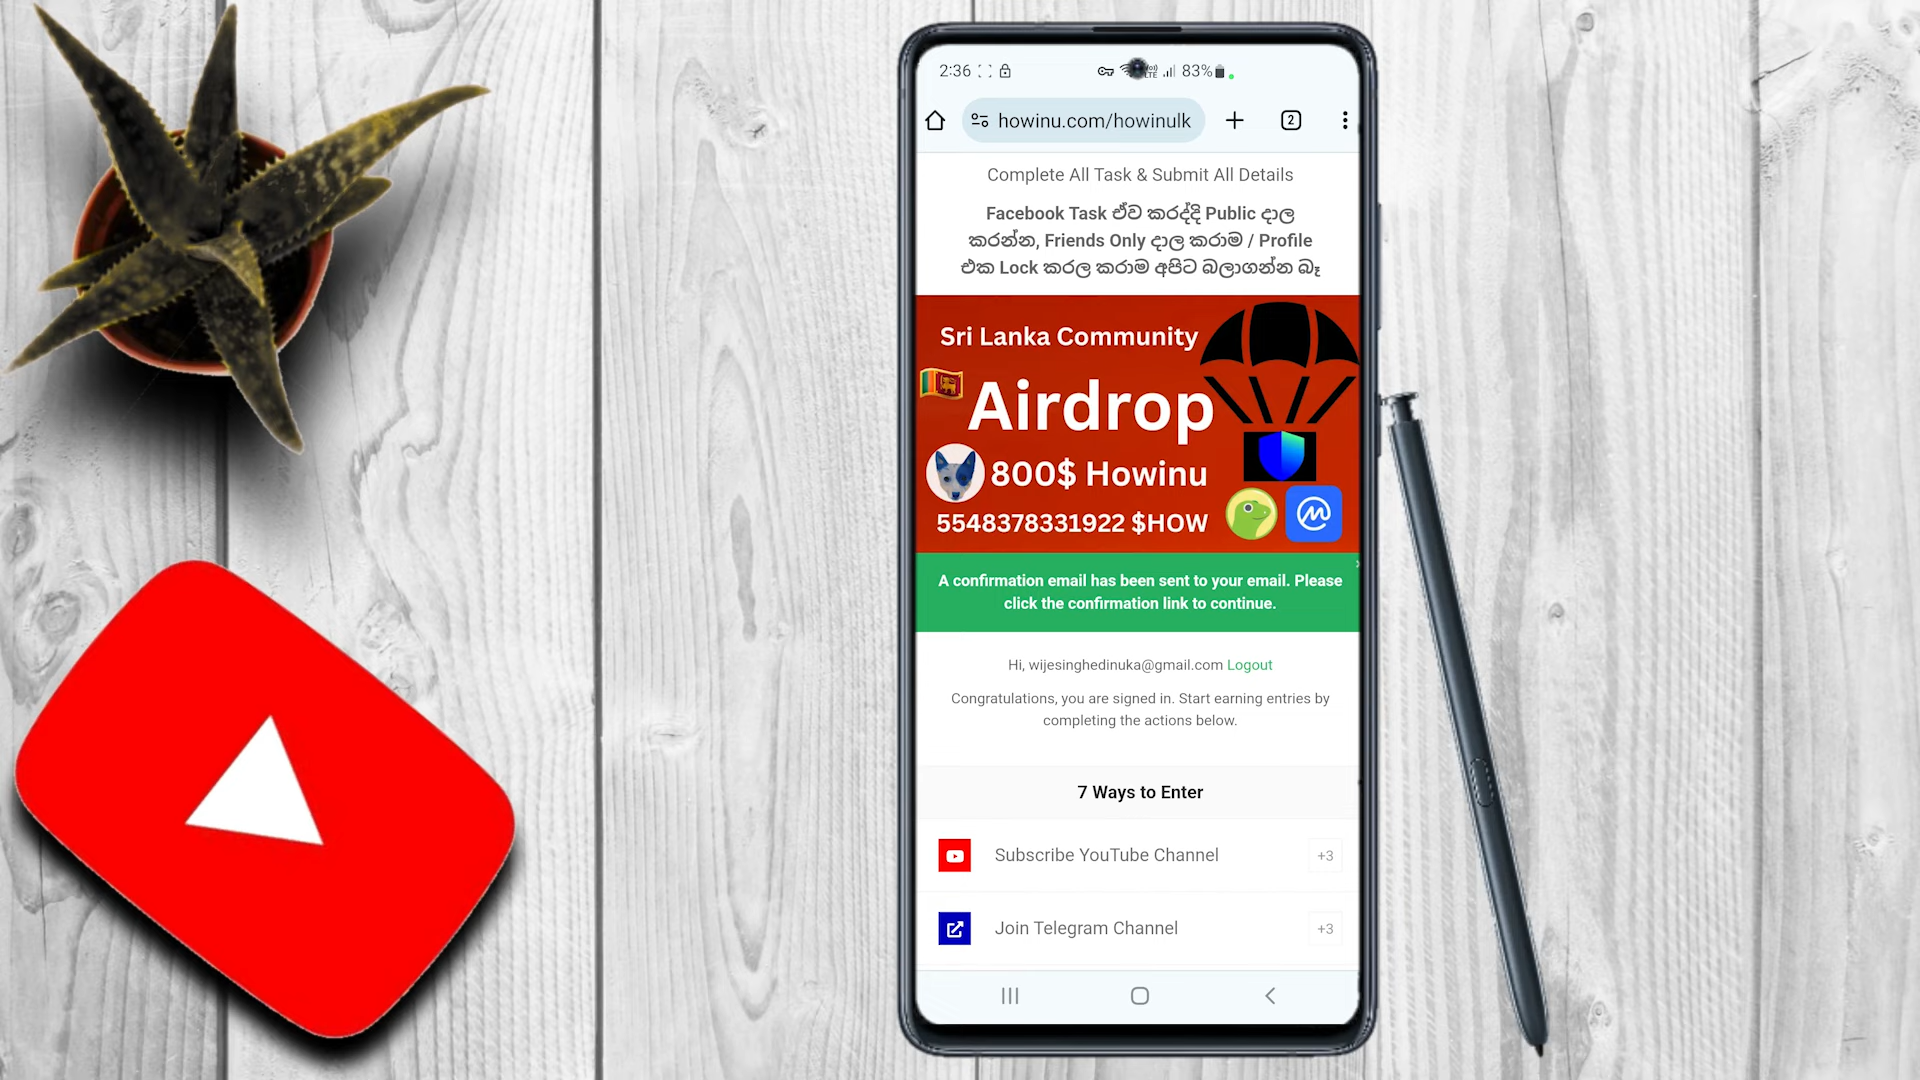 2:36
83%
howinu.com/howinulk
2
Complete All Task & Submit All Details
Facebook Task ඒව කරද්දි Public දාල
කරන්න, Friends Only දාල කරාම / Profile
එක Lock කරල කරාම අපිට බලාගන්න බෑ
Sri Lanka Community
Airdrop
800$ Howinu
5548378331922 $HOW
A confirmation email has been sent to your email. Please
click the confirmation link to continue.
Hi, wijesinghedinuka@gmail.com Logout
Congratulations, you are signed in. Start earning entries by
completing the actions below.
7 Ways to Enter
Subscribe YouTube Channel +3
Join Telegram Channel +3